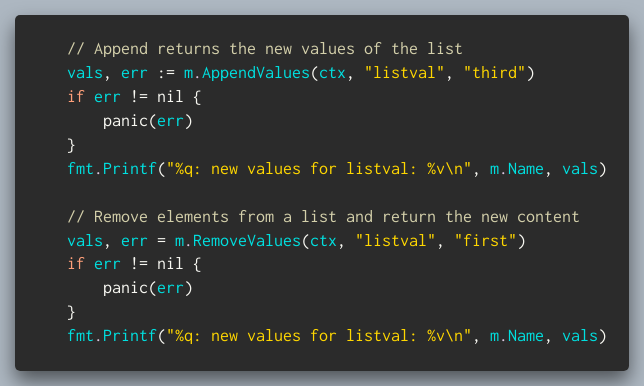 // Append returns the new values of the list
vals, err := m.AppendValues(ctx, "listval", "third")
if err != nil {
    panic(err)
}
fmt.Printf("%q: new values for listval: %v\n", m.Name, vals)

// Remove elements from a list and return the new content
vals, err = m.RemoveValues(ctx, "listval", "first")
if err != nil {
    panic(err)
}
fmt.Printf("%q: new values for listval: %v\n", m.Name, vals)